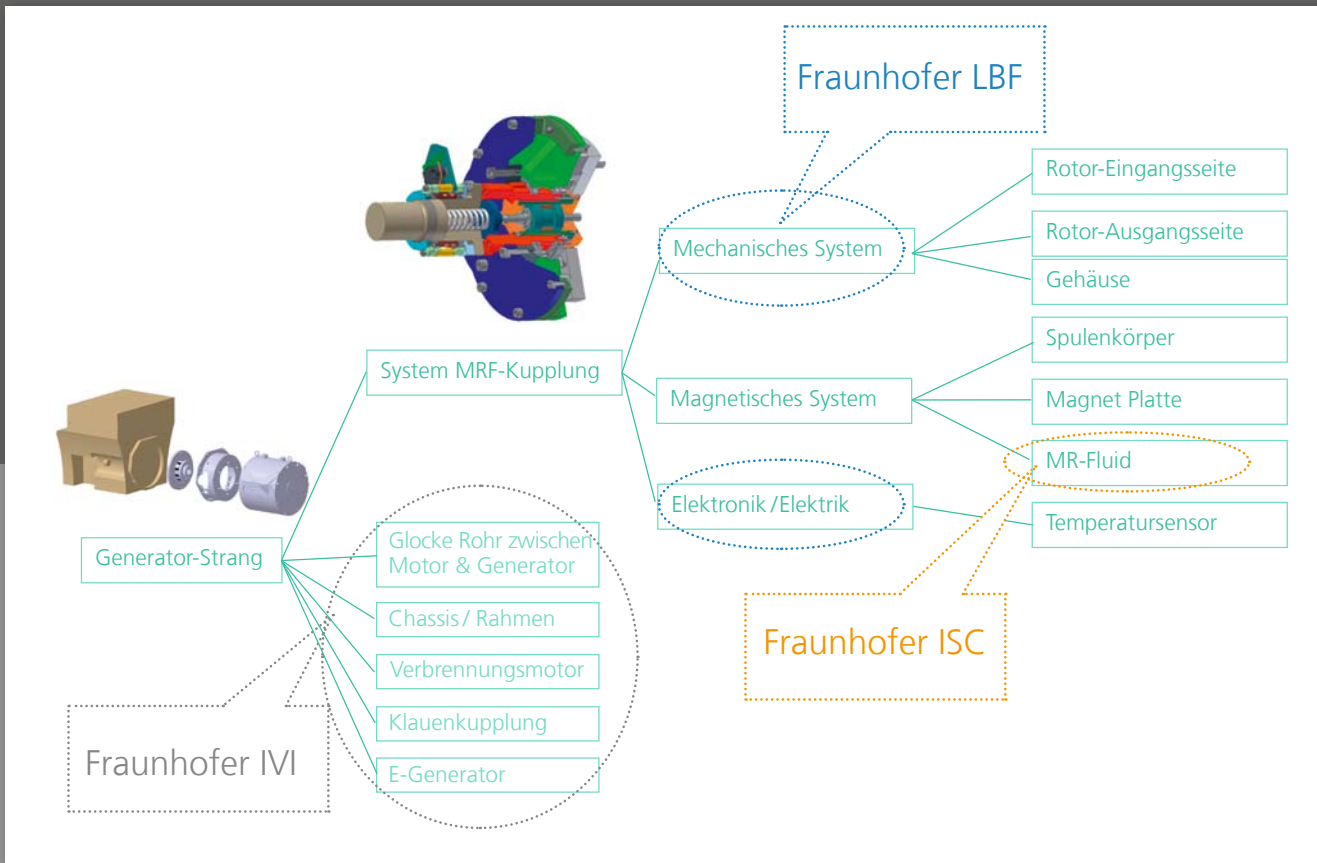 Fraunhofer LBF
Rotor-Eingangsseite
Rotor-Ausgangsseite
Mechanisches System
Gehäuse
Spulenkörper
System MRF-Kupplung
Magnetisches System
Magnet Platte
MR-Fluid
Elektronik/Elektrik
Temperatursensor
Generator-Strang
Glocke Rohr zwischen
Motor & Generator
Chassis / Rahmen
Fraunhofer ISC
Verbrennungsmotor
Klauenkupplung
Fraunhofer IVI
E-Generator